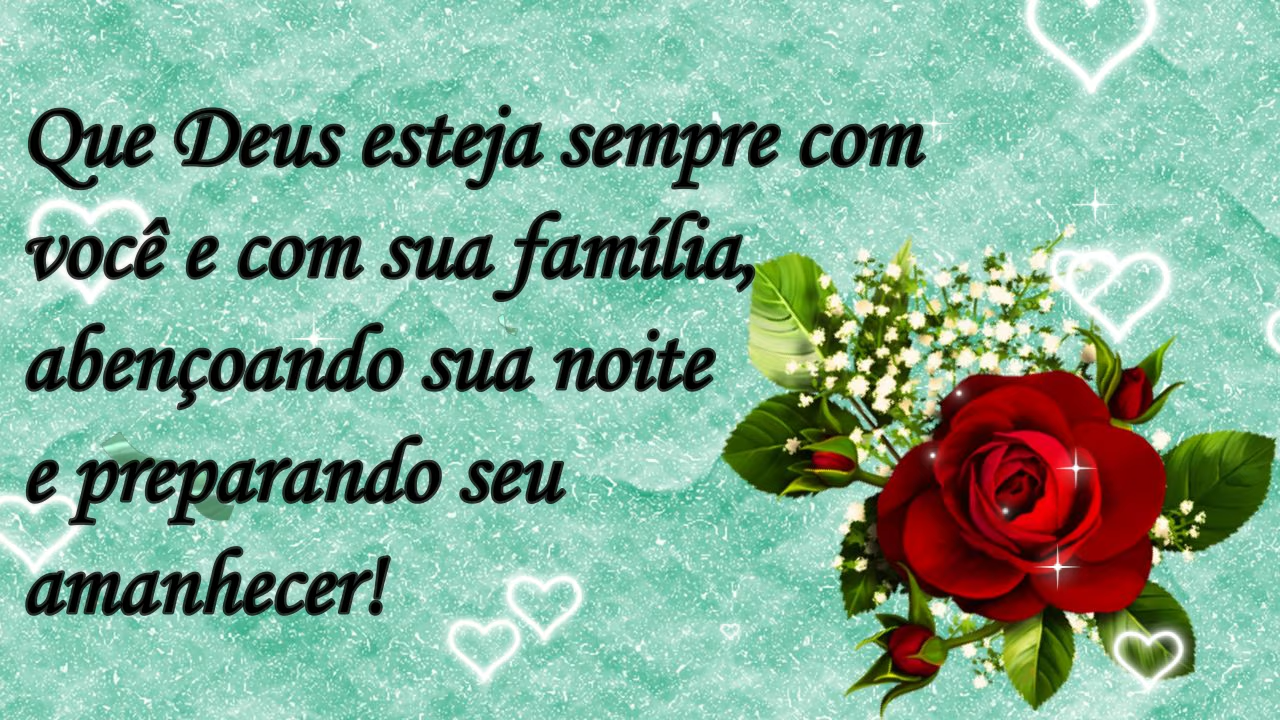 Que Deus esteja sempre com
você e com sua família,
abençoando sua noite
e preparando seu
amanhecer!